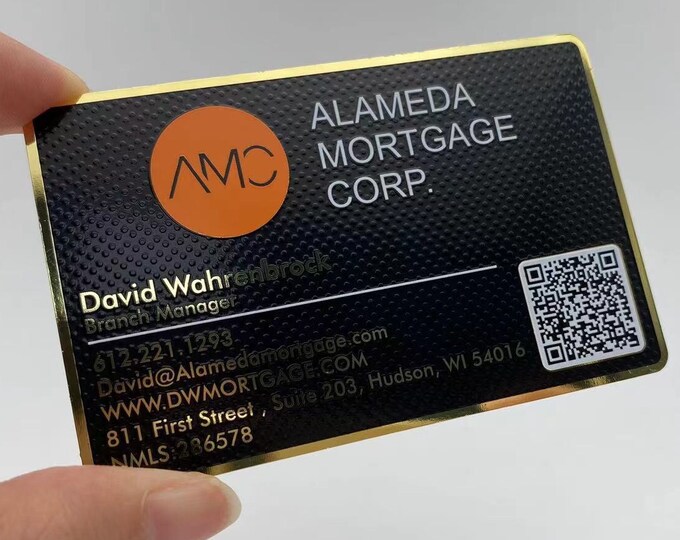 AMC
ALAMEDA
MORTGAGE
CORP.
David Wahrenbrock
Branch Manager
612.221.1293
David@Alamedamortgage.com
WWW.DWMORTGAGE.COM
811 First Street , Suite 203, Hudson, WI 54016
NMLS:286578